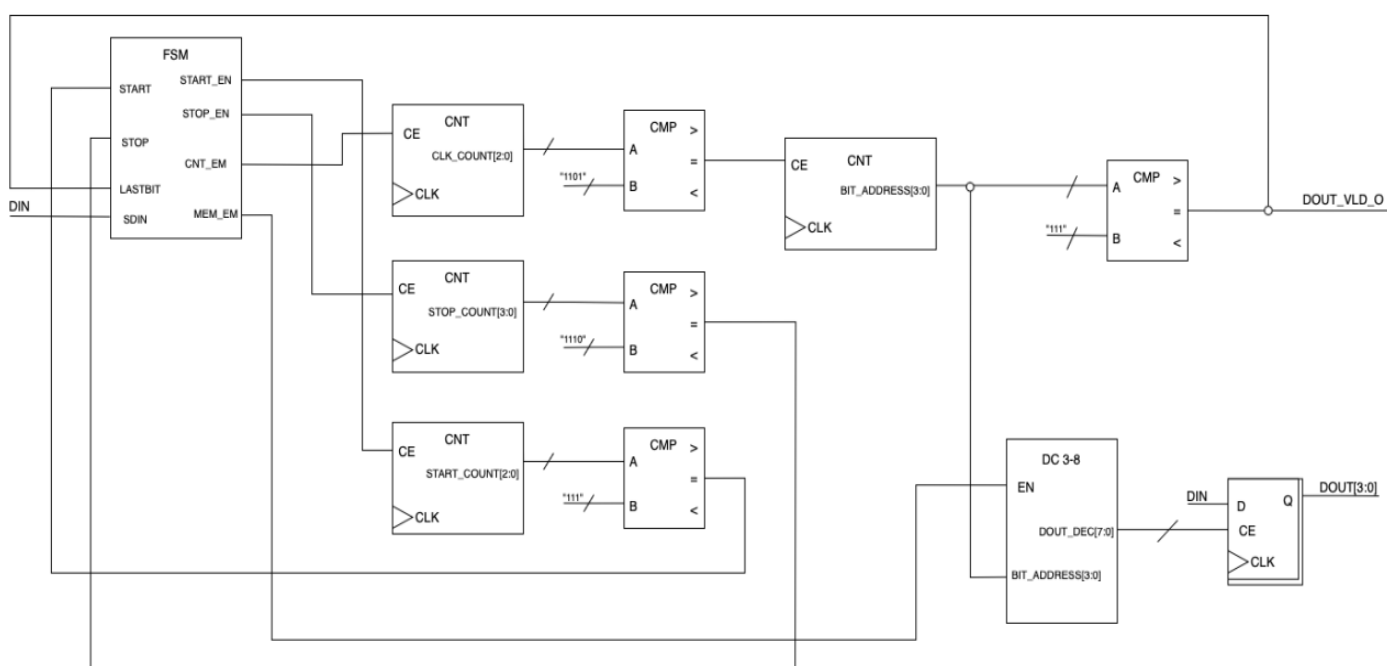 FSM
START
START_EN
STOP_EN
STOP
CNT_EM
LASTBIT
DIN
SDIN
MEM_EM
CNT
CE
CLK_COUNT[2:0]
CLK
CMP
>
A
=
"1101"
B
<
CNT
CE
BIT_ADDRESS[3:0]
CLK
CMP
>
A
=
"111"
B
<
DOUT_VLD_O
CNT
CE
STOP_COUNT[3:0]
CLK
CMP
>
A
=
"1110"
B
<
CNT
CE
START_COUNT[2:0]
CLK
CMP
>
A
=
"111"
B
<
DC 3-8
EN
DOUT_DEC[7:0]
BIT_ADDRESS[3:0]
DIN
D
Q
DOUT[3:0]
CE
CLK